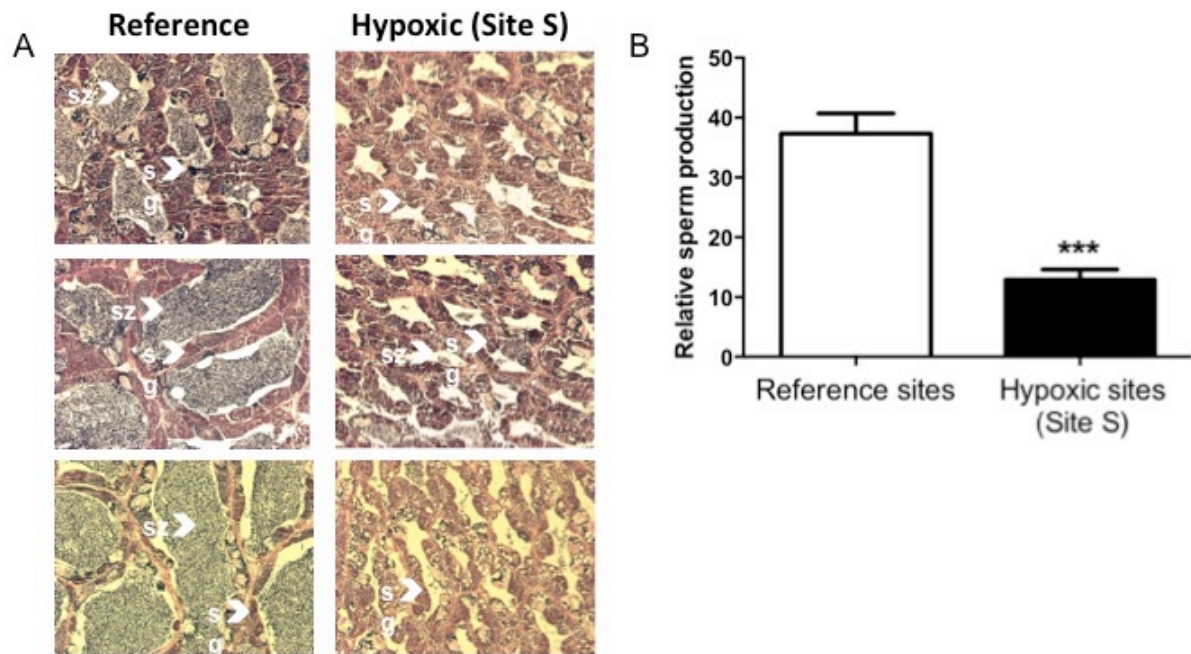 A
Reference
Hypoxic (Site S)
sz
s
g
s
g
sz
s
g
s
sz
g
sz
s
g
s
g
B
Relative sperm production
50
40
30
20
10
0
***
Reference sites
Hypoxic sites
(Site S)